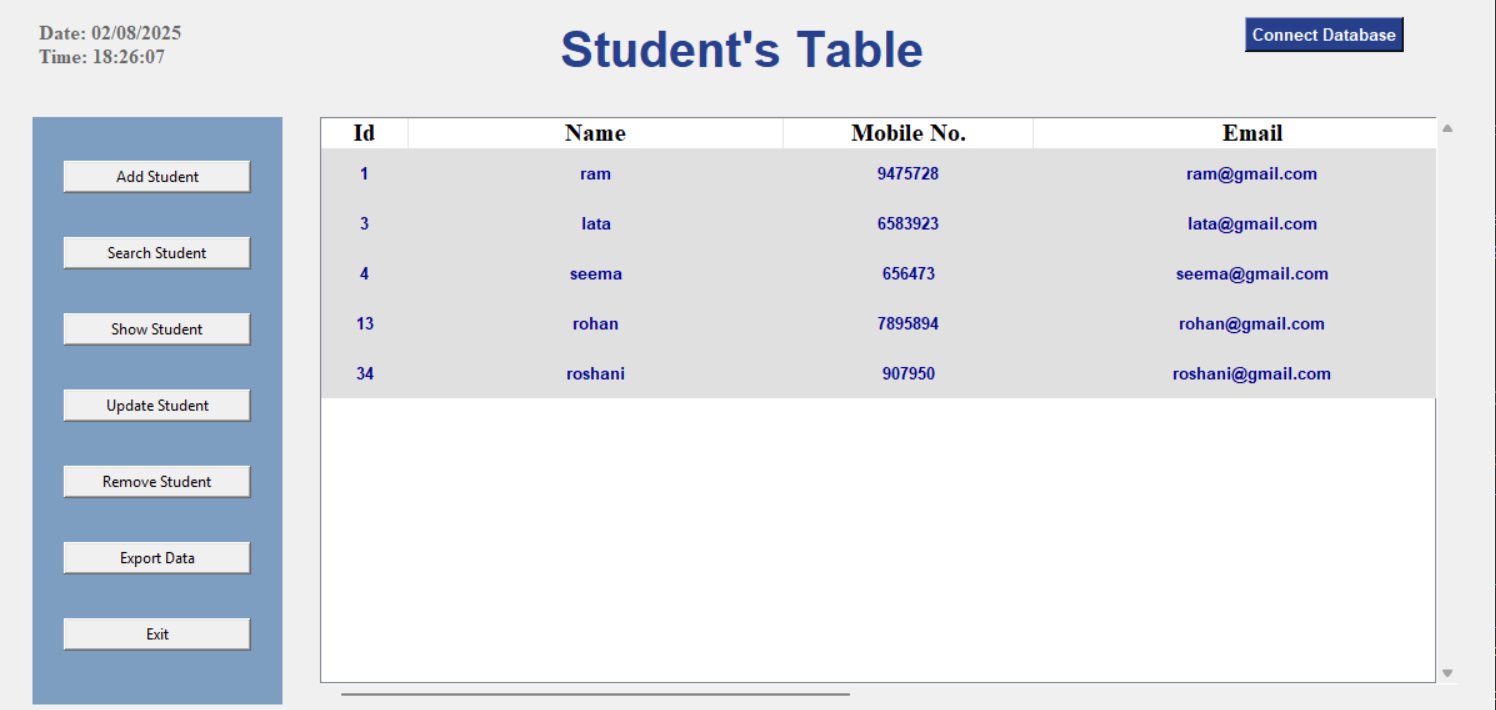 Date: 02/08/2025
Time: 18:26:07
Student's Table
Connect Database
Add Student
Search Student
Show Student
Update Student
Remove Student
Export Data
Exit
Id Name Mobile No. Email
1 ram 9475728 ram@gmail.com
3 lata 6583923 lata@gmail.com
4 seema 656473 seema@gmail.com
13 rohan 7895894 rohan@gmail.com
34 roshani 907950 roshani@gmail.com